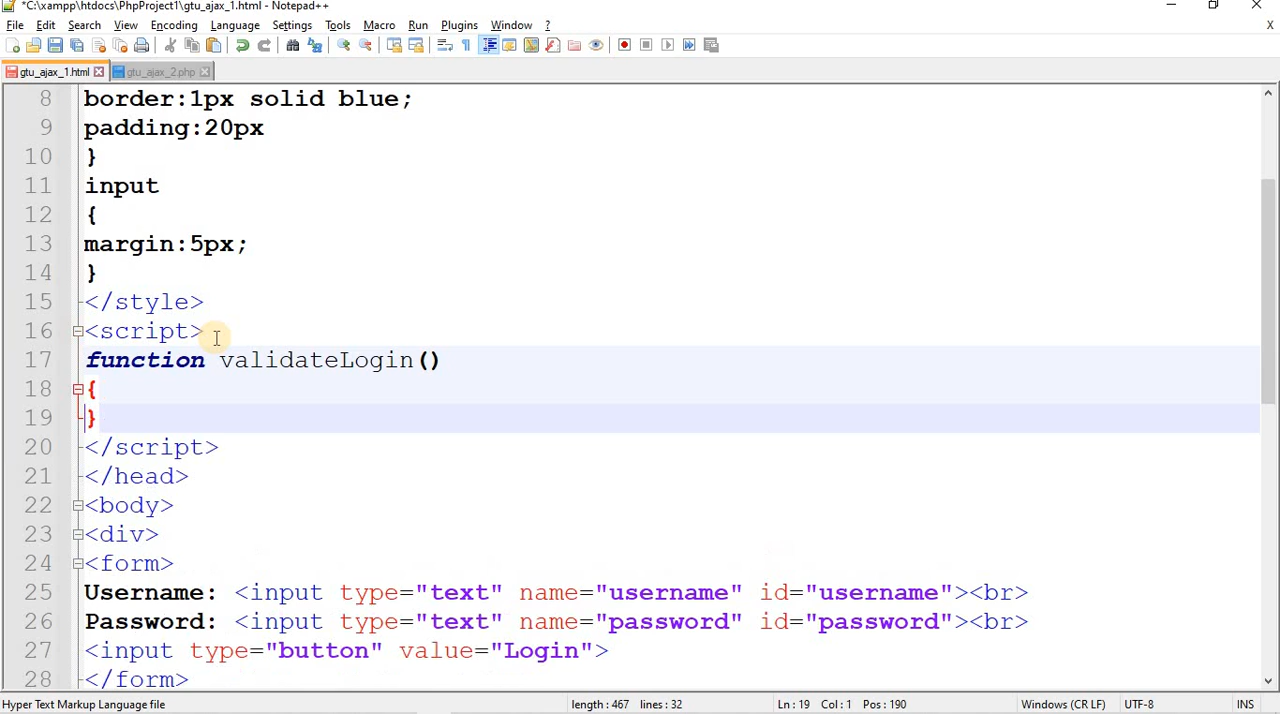 *C:\xampp\htdocs\PhpProject1\gtu_ajax_1.html - Notepad++
File Edit Search View Encoding Language Settings Tools Macro Run Plugins Window ? X
gtu_ajax_1.html gtu_ajax_2.php
8 border:1px solid blue;
9 padding:20px
10 }
11 input
12 {
13 margin:5px;
14 }
15 </style>
16 <script>
17 function validateLogin()
18 {
19 }
20 </script>
21 </head>
22 <body>
23 <div>
24 <form>
25 Username: <input type="text" name="username" id="username"><br>
26 Password: <input type="text" name="password" id="password"><br>
27 <input type="button" value="Login">
28 </form>
Hyper Text Markup Language file length : 467 lines : 32 Ln : 19 Col : 1 Pos : 190 Windows (CR LF) UTF-8 INS